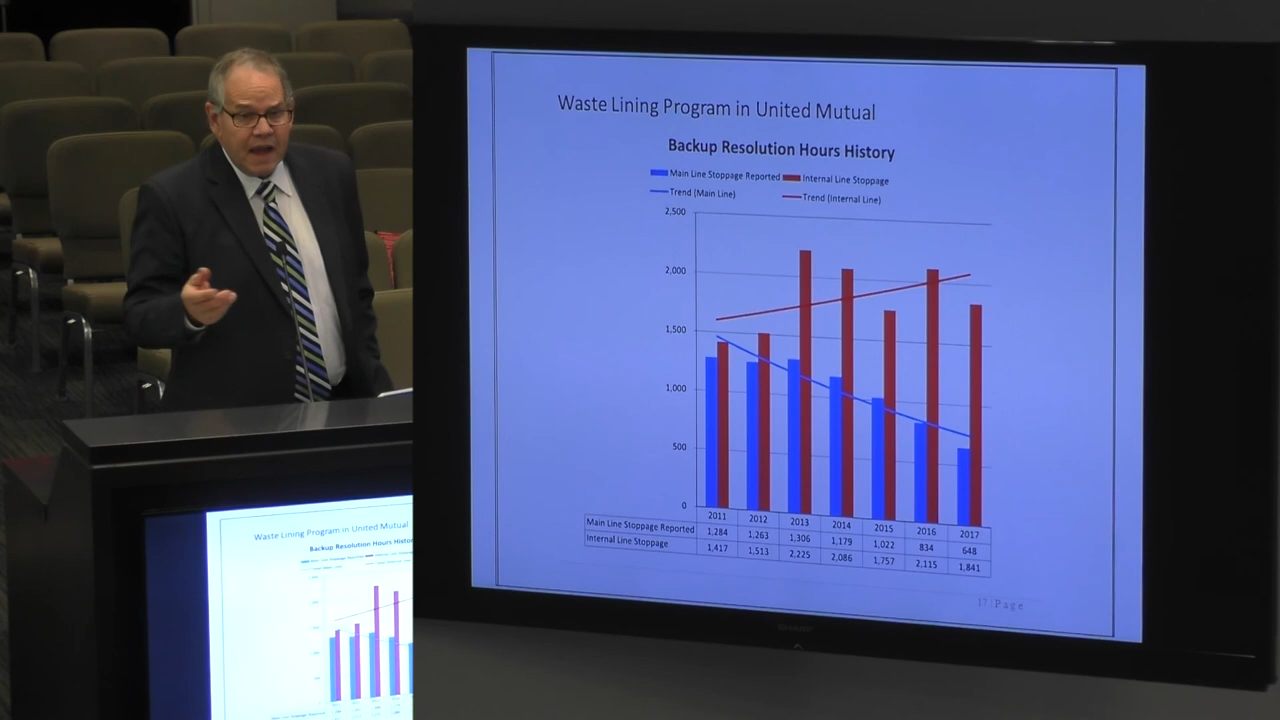 Waste Lining Program in United Mutual
Backup Resolution Hours History
Main Line Stoppage Reported Internal Line Stoppage
Trend (Main Line) Trend (Internal Line)
2,500
2,000
1,500
1,000
500
0
2011 2012 2013 2014 2015 2016 2017
Main Line Stoppage Reported 1,284 1,263 1,306 1,179 1,022 834 648
Internal Line Stoppage 1,417 1,513 2,225 2,086 1,757 2,115 1,841
17 | Page
SHARP
Waste Lining Program in United Mutual
Backup Resolution Hours Histor